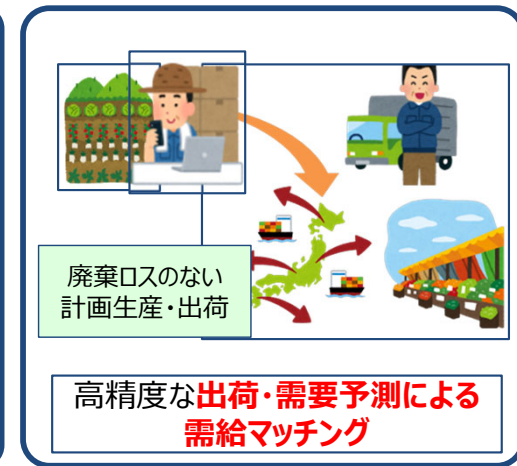 廃棄ロスのない
計画生産・出荷
高精度な出荷・需要予測による
需給マッチング